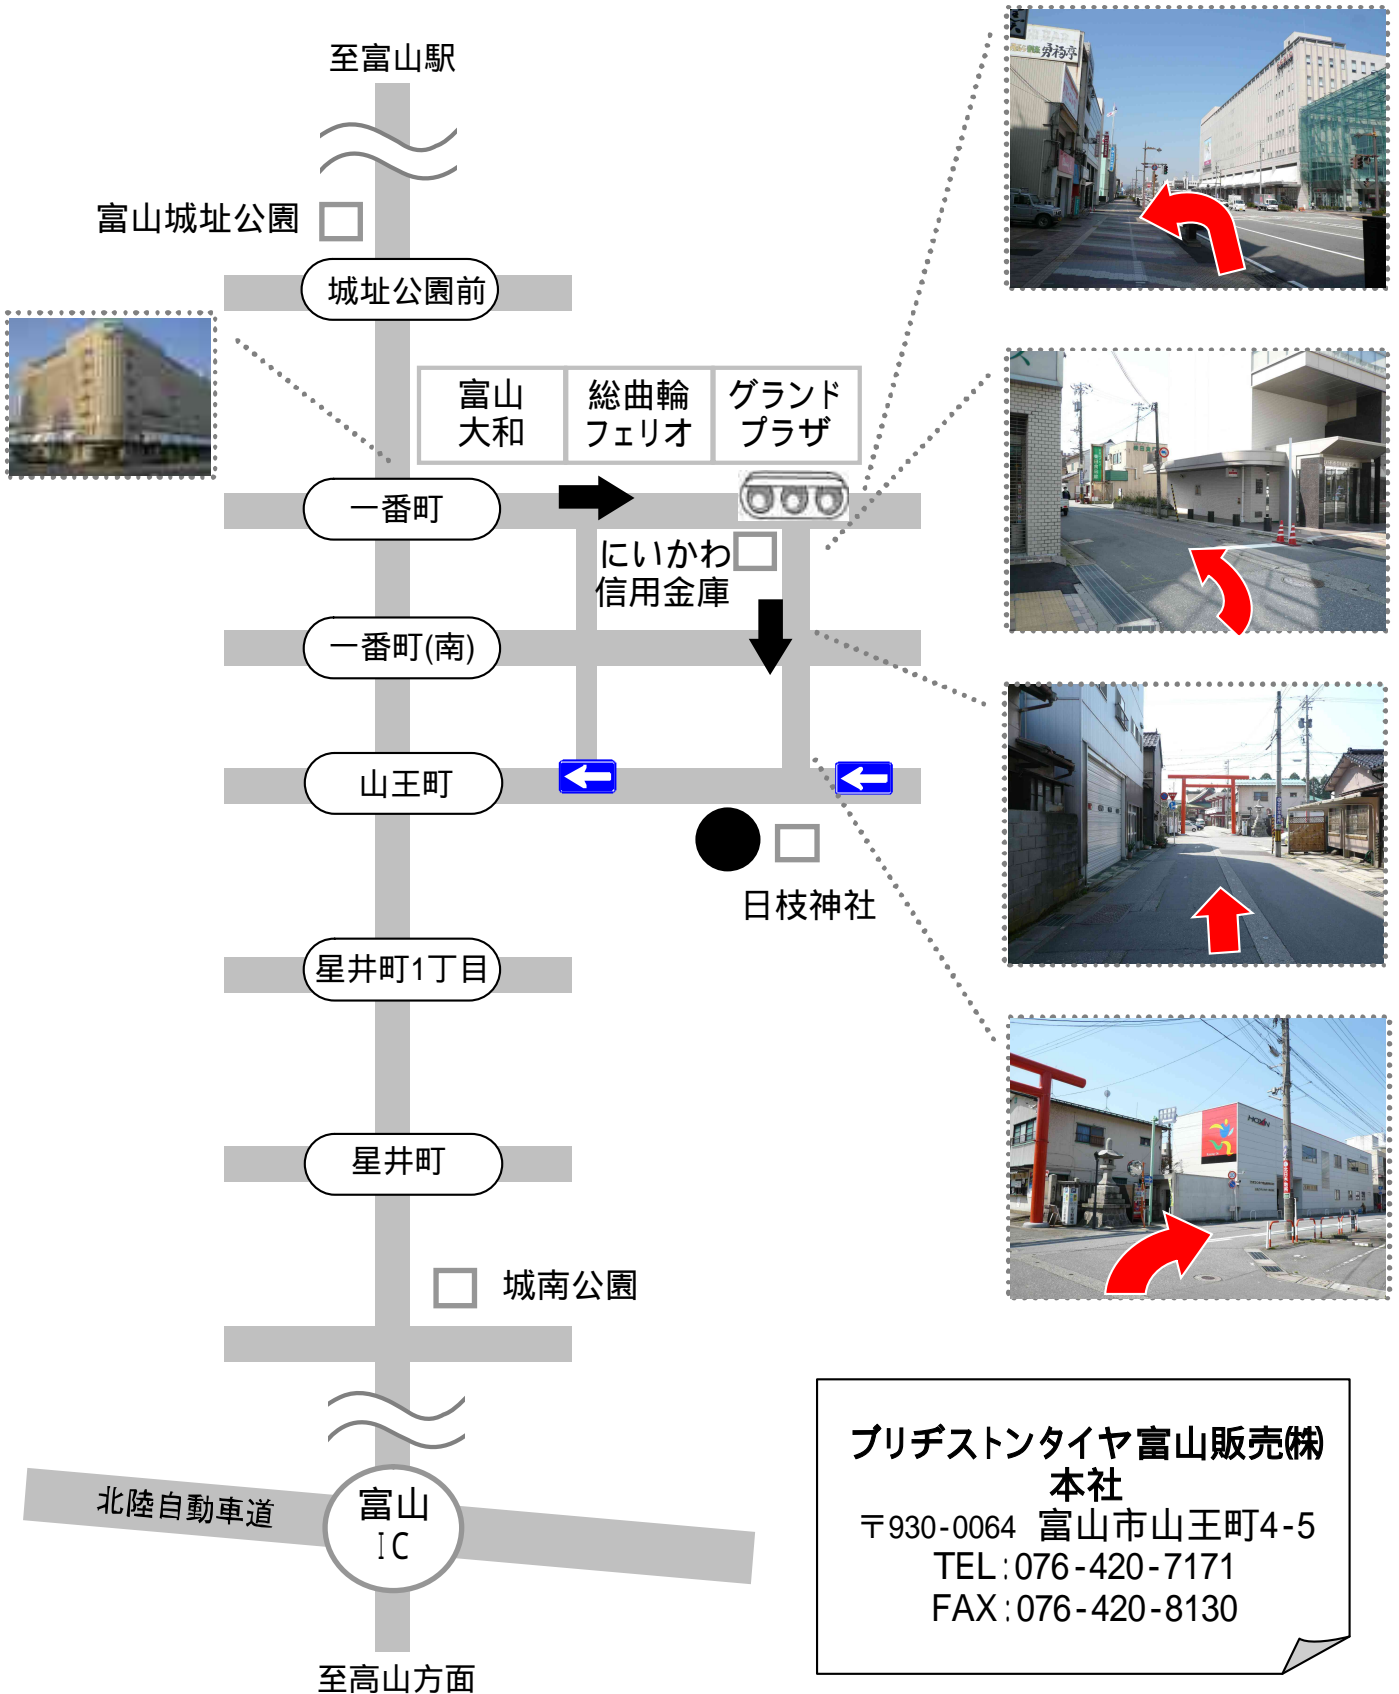 至富山駅
富山城址公園
城址公園前
富山
大和
総曲輪
フェリオ
グランド
プラザ
一番町
にいかわ
信用金庫
一番町(南)
山王町
日枝神社
星井町1丁目
星井町
城南公園
北陸自動車道
富山
IC
至高山方面
ブリヂストンタイヤ富山販売㈱
本社
〒930-0064 富山市山王町4-5
TEL:076-420-7171
FAX:076-420-8130